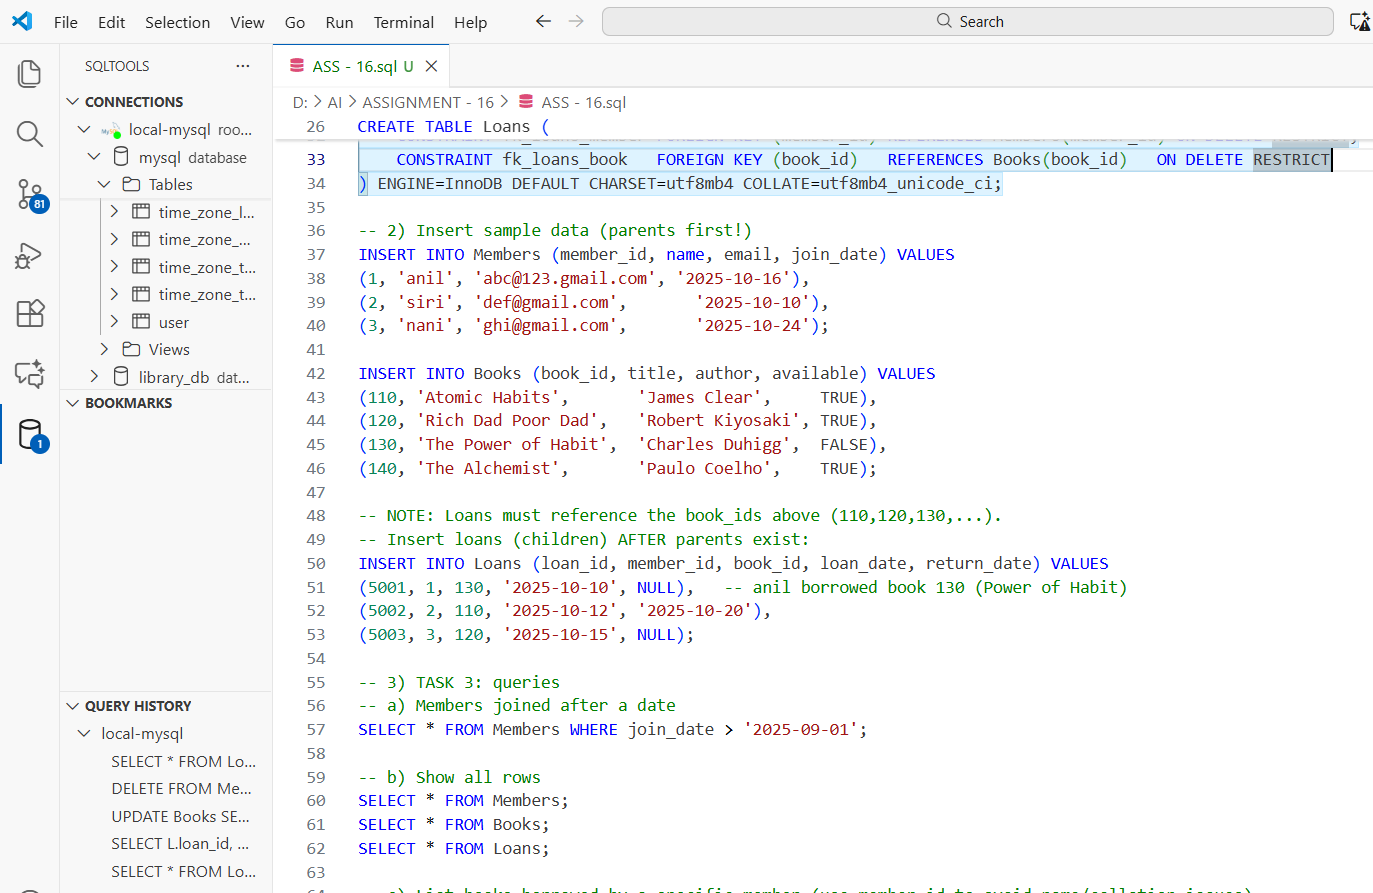 File Edit Selection View Go Run Terminal Help
Search
SQLTOOLS
ASS - 16.sql U
D: > AI > ASSIGNMENT - 16 > ASS - 16.sql
CONNECTIONS
local-mysql roo...
mysql database
Tables
time_zone_l...
time_zone_...
time_zone_t...
time_zone_t...
user
Views
library_db dat...
BOOKMARKS
QUERY HISTORY
local-mysql
SELECT * FROM Lo...
DELETE FROM Me...
UPDATE Books SE...
SELECT L.loan_id, ...
SELECT * FROM Lo...
81
1
26 CREATE TABLE Loans (
33 CONSTRAINT fk_loans_book FOREIGN KEY (book_id) REFERENCES Books(book_id) ON DELETE RESTRICT
34 ) ENGINE=InnoDB DEFAULT CHARSET=utf8mb4 COLLATE=utf8mb4_unicode_ci;
35
36 -- 2) Insert sample data (parents first!)
37 INSERT INTO Members (member_id, name, email, join_date) VALUES
38 (1, 'anil', 'abc@123.gmail.com', '2025-10-16'),
39 (2, 'siri', 'def@gmail.com', '2025-10-10'),
40 (3, 'nani', 'ghi@gmail.com', '2025-10-24');
41
42 INSERT INTO Books (book_id, title, author, available) VALUES
43 (110, 'Atomic Habits', 'James Clear', TRUE),
44 (120, 'Rich Dad Poor Dad', 'Robert Kiyosaki', TRUE),
45 (130, 'The Power of Habit', 'Charles Duhigg', FALSE),
46 (140, 'The Alchemist', 'Paulo Coelho', TRUE);
47
48 -- NOTE: Loans must reference the book_ids above (110,120,130,...).
49 -- Insert loans (children) AFTER parents exist:
50 INSERT INTO Loans (loan_id, member_id, book_id, loan_date, return_date) VALUES
51 (5001, 1, 130, '2025-10-10', NULL), -- anil borrowed book 130 (Power of Habit)
52 (5002, 2, 110, '2025-10-12', '2025-10-20'),
53 (5003, 3, 120, '2025-10-15', NULL);
54
55 -- 3) TASK 3: queries
56 -- a) Members joined after a date
57 SELECT * FROM Members WHERE join_date > '2025-09-01';
58
59 -- b) Show all rows
60 SELECT * FROM Members;
61 SELECT * FROM Books;
62 SELECT * FROM Loans;
63